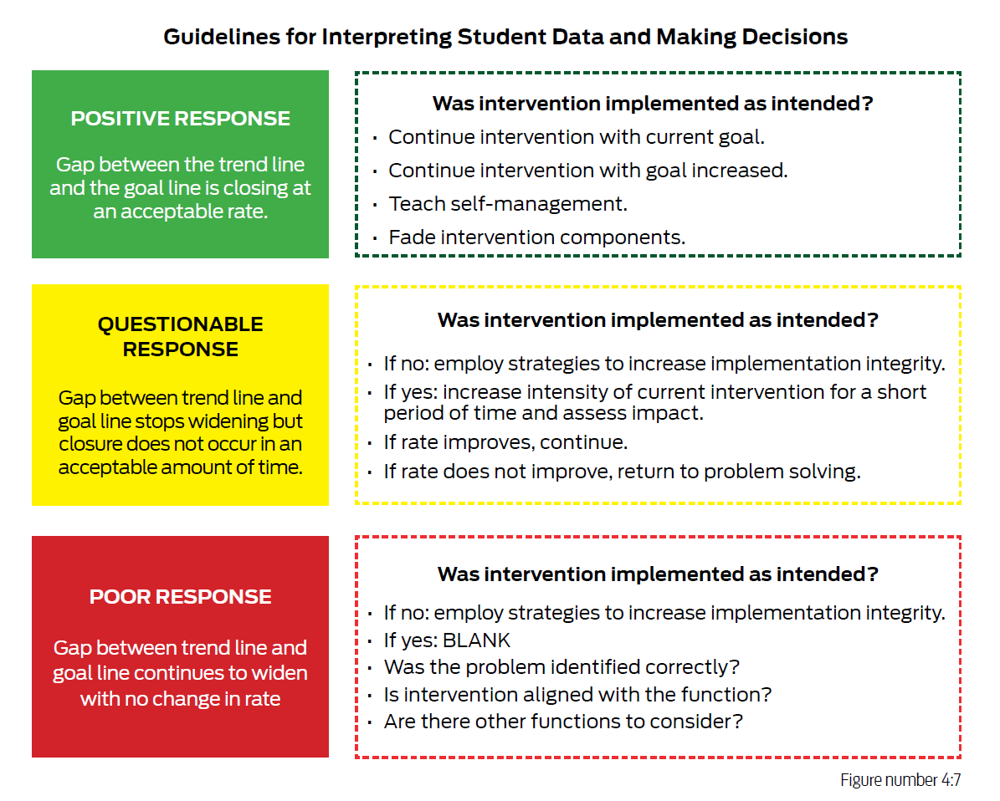 Guidelines for Interpreting Student Data and Making Decisions
POSITIVE RESPONSE
Gap between the trend line
and the goal line is closing at
an acceptable rate.
Was intervention implemented as intended?
· Continue intervention with current goal.
· Continue intervention with goal increased.
· Teach self-management.
· Fade intervention components.
QUESTIONABLE
RESPONSE
Gap between trend line and
goal line stops widening but
closure does not occur in an
acceptable amount of time.
Was intervention implemented as intended?
· If no: employ strategies to increase implementation integrity.
· If yes: increase intensity of current intervention for a short
period of time and assess impact.
· If rate improves, continue.
· If rate does not improve, return to problem solving.
POOR RESPONSE
Gap between trend line and
goal line continues to widen
with no change in rate
Was intervention implemented as intended?
· If no: employ strategies to increase implementation integrity.
· If yes: BLANK
· Was the problem identified correctly?
· Is intervention aligned with the function?
· Are there other functions to consider?
Figure number 4:7